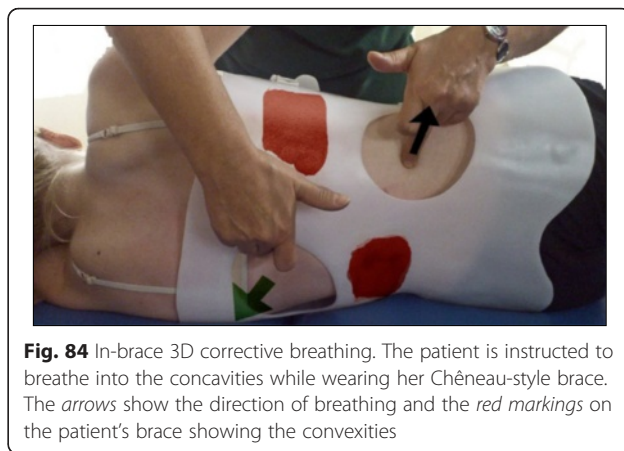 Fig. 84 In-brace 3D corrective breathing. The patient is instructed to
breathe into the concavities while wearing her Chêneau-style brace.
The arrows show the direction of breathing and the red markings on
the patient's brace showing the convexities